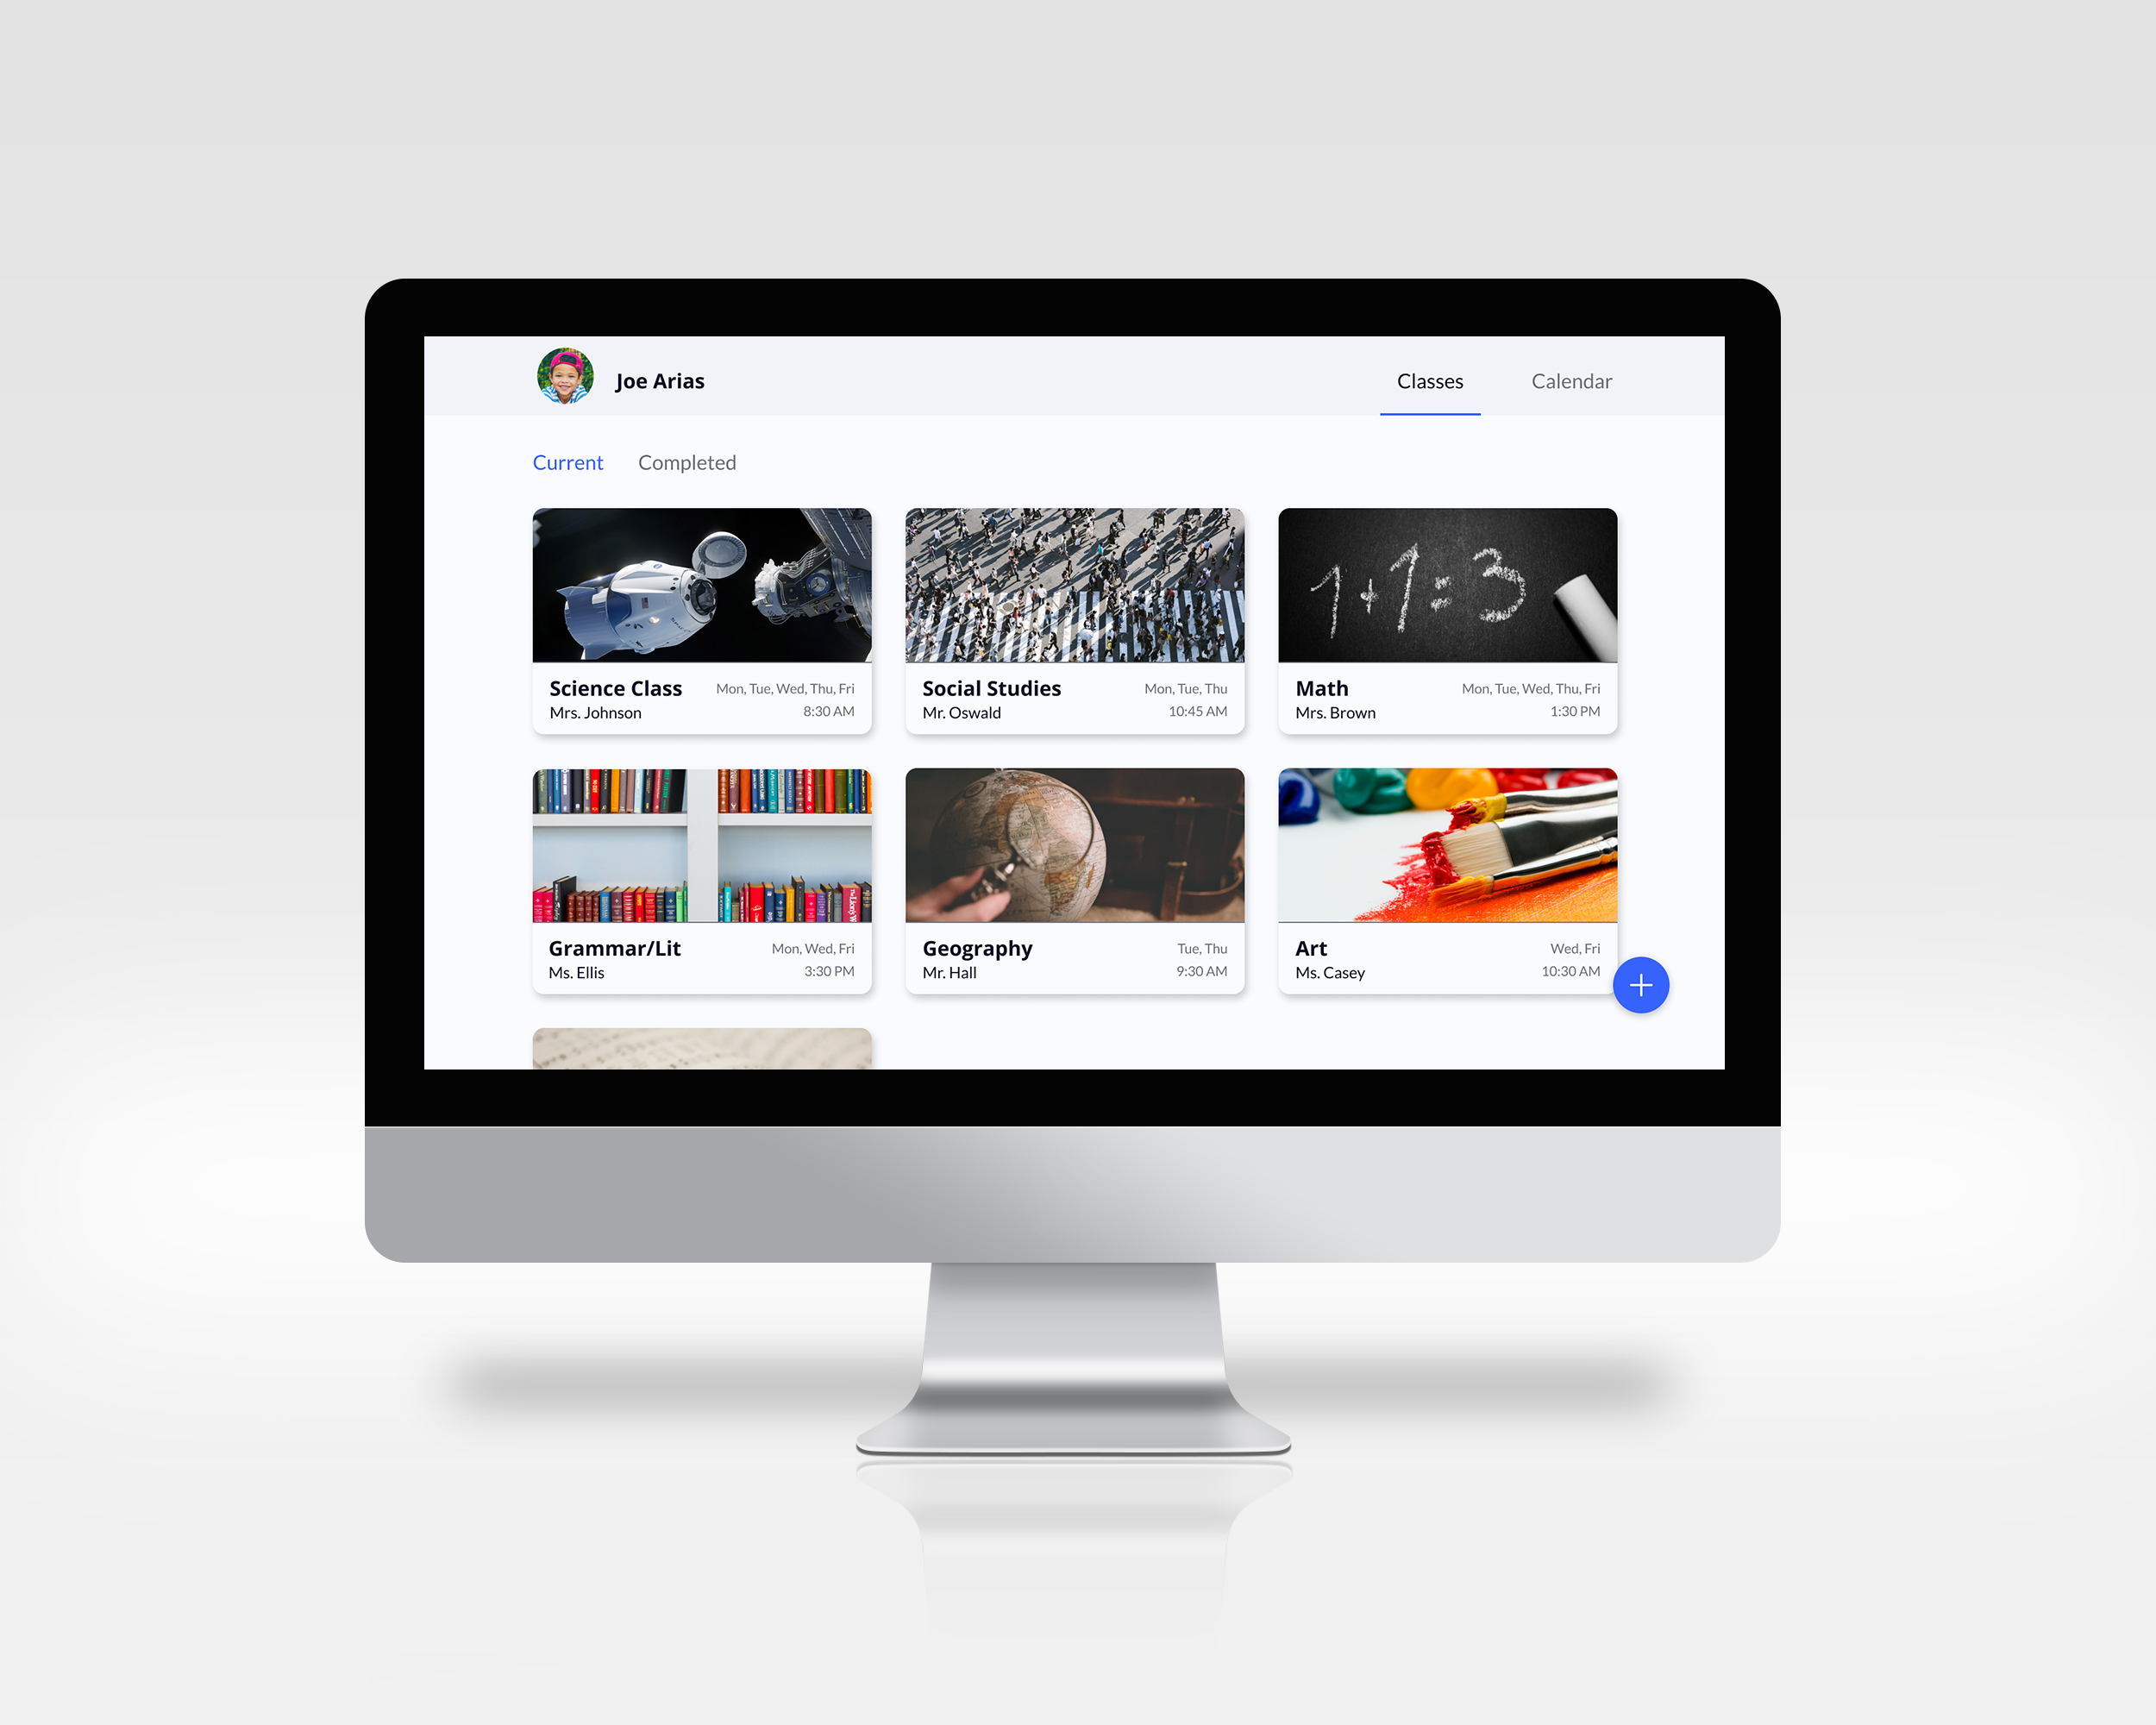 Joe Arias
Classes
Calendar
Current
Completed
1+1=3
Science Class
Mon, Tue, Wed, Thu, Fri
Mrs. Johnson
8:30 AM
Social Studies
Mon, Tue, Thu
Mr. Oswald
10:45 AM
Math
Mon, Tue, Wed, Thu, Fri
Mrs. Brown
1:30 PM
Grammar/Lit
Mon, Wed, Fri
Ms. Ellis
3:30 PM
Geography
Tue, Thu
Mr. Hall
9:30 AM
Art
Wed, Fri
Ms. Casey
10:30 AM